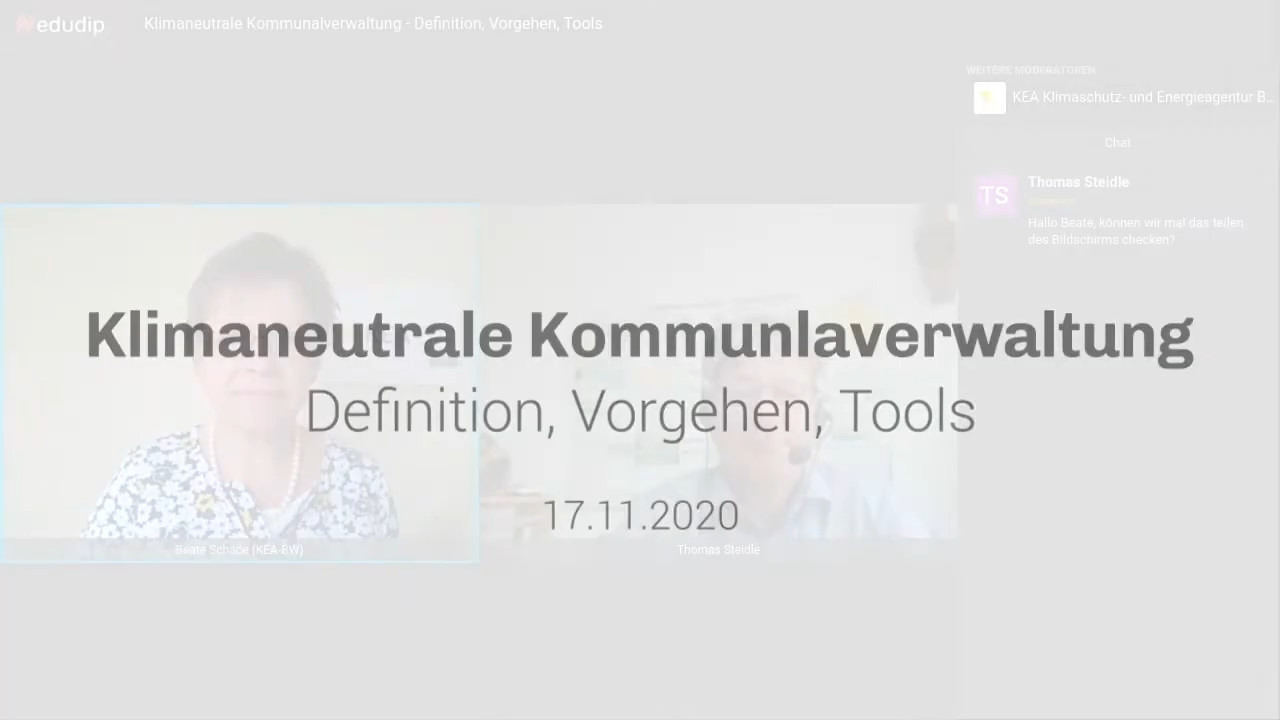 edudip
Klimaneutrale Kommunalverwaltung - Definition, Vorgehen, Tools
WEITERE MODERATOREN
KEA Klimaschutz- und Energieagentur B...
Chat
TS
Thomas Steidle
Hallo Beate, können wir mal das teilen
des Bildschirms checken?
Klimaneutrale Kommunlaverwaltung
Definition, Vorgehen, Tools
17.11.2020
Beate Schade (KEA-BW)
Thomas Steidle